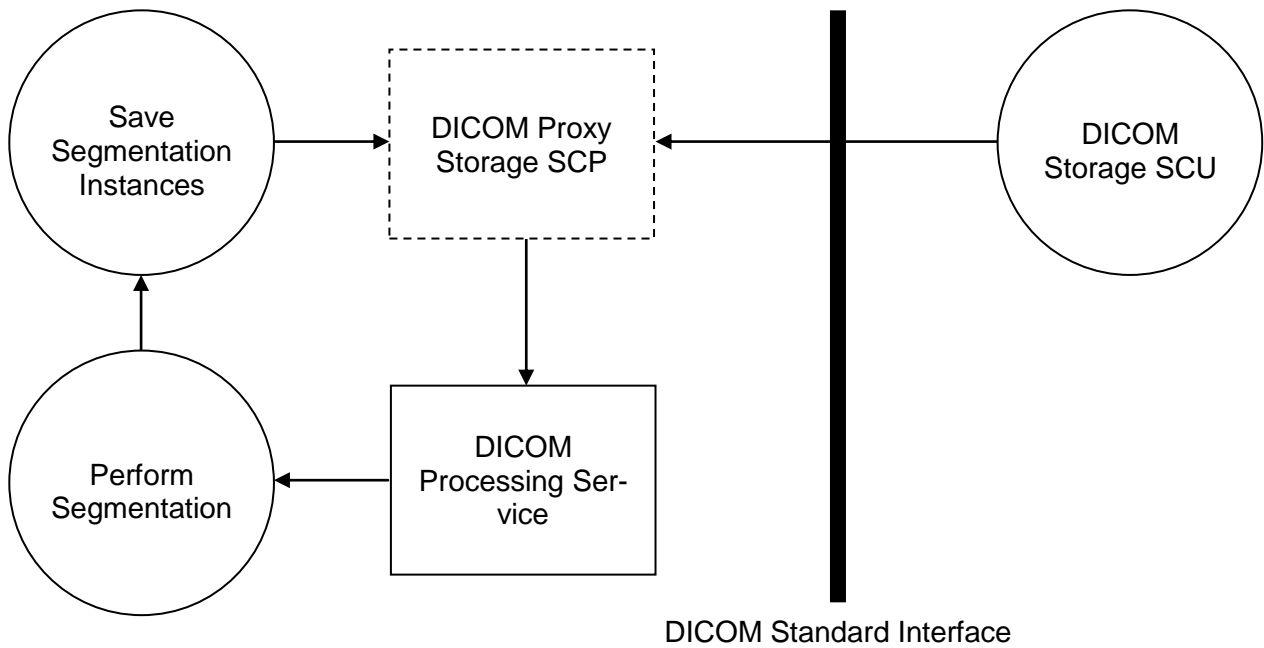 Save
Segmentation
Instances
DICOM Proxy
Storage SCP
DICOM
Storage SCU
Perform
Segmentation
DICOM
Processing Ser-
vice
DICOM Standard Interface